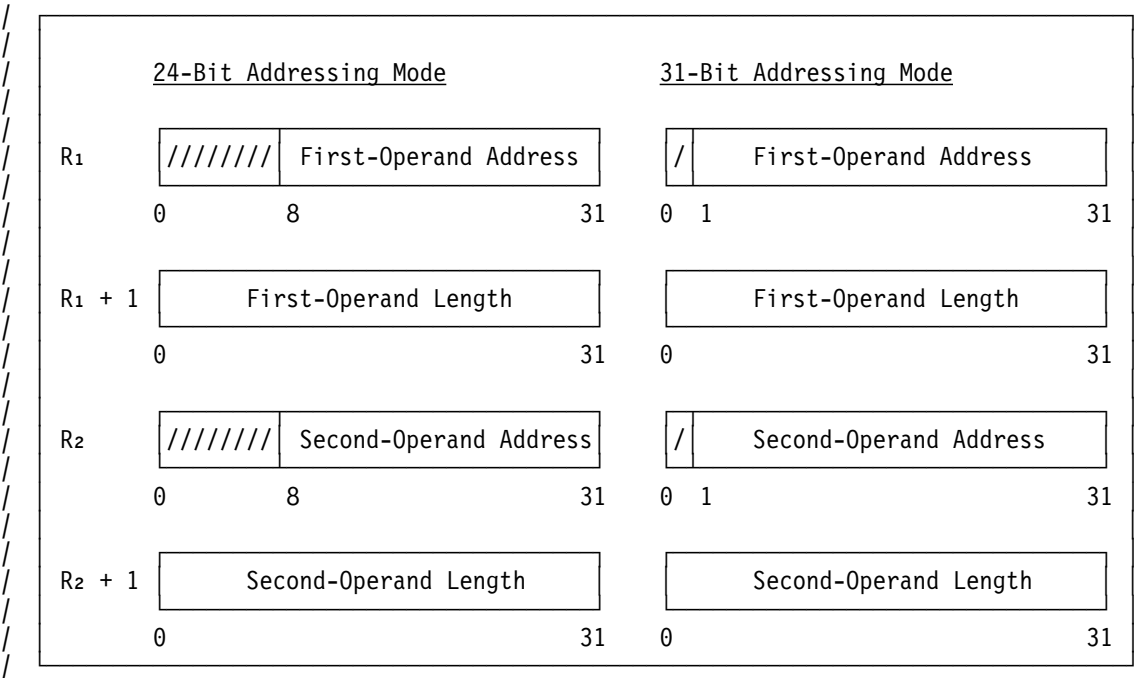 24-Bit Addressing Mode 31-Bit Addressing Mode
R₁ //////// First-Operand Address / First-Operand Address
0 8 31 0 1 31
R₁ + 1 First-Operand Length First-Operand Length
0 31 0 31
R₂ //////// Second-Operand Address / Second-Operand Address
0 8 31 0 1 31
R₂ + 1 Second-Operand Length Second-Operand Length
0 31 0 31